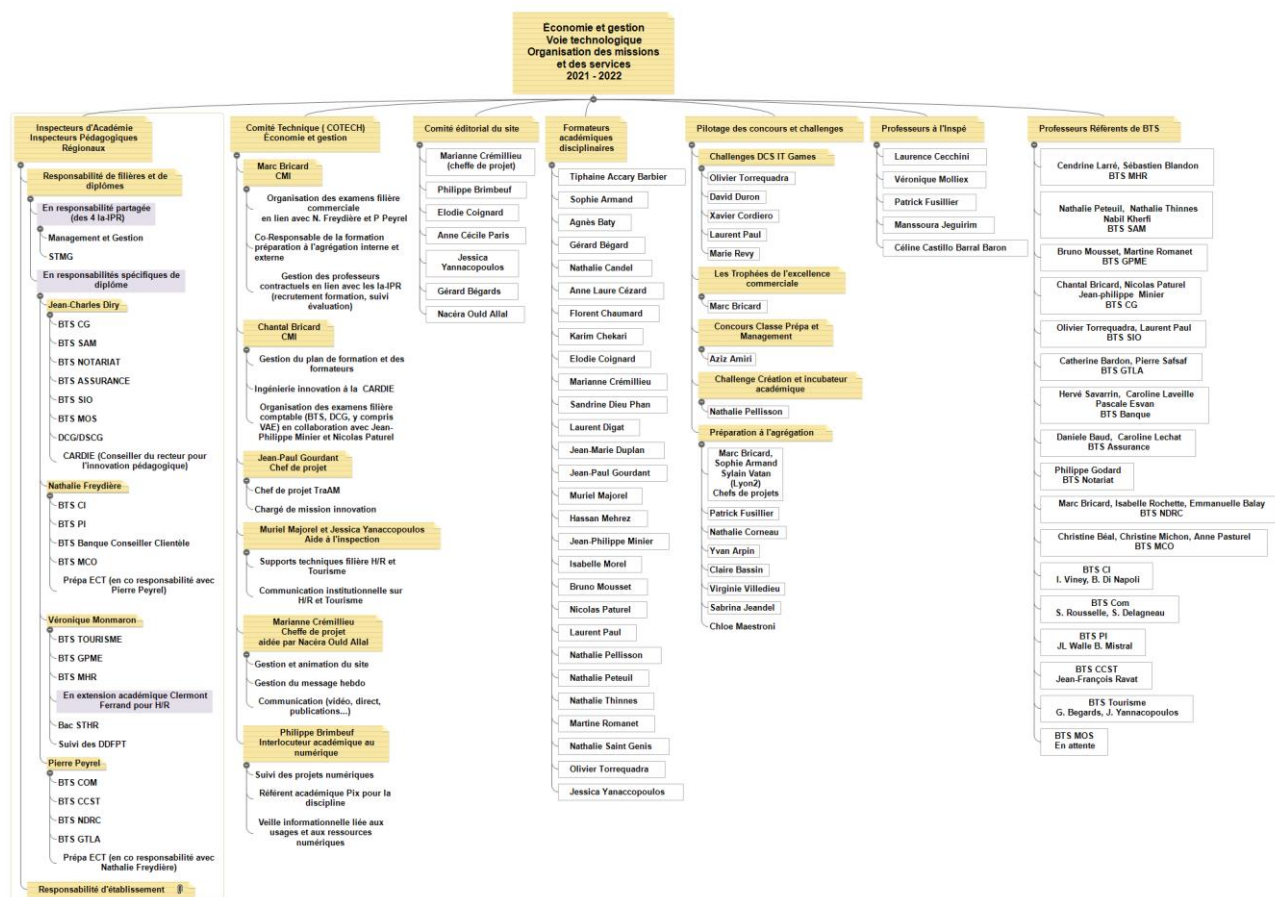 Économie et gestion
Voie technologique
Organisation des missions
et des services
2021 - 2022
Inspecteurs d'Académie
Inspecteurs Pédagogiques
Régionaux
Responsabilité de filières et de
diplômes
En responsabilité partagée
(des 4 Ia-IPR)
Management et Gestion
STMG
En responsabilités spécifiques de
diplôme
Jean-Charles Diry
BTS CG
BTS SAM
BTS NOTARIAT
BTS ASSURANCE
BTS SIO
BTS MOS
DCG/DSCG
CARDIE (Conseiller du recteur pour
l'innovation pédagogique)
Nathalie Freydière
BTS CI
BTS PI
BTS Banque Conseiller Clientèle
BTS MCO
Prépa ECT (en co responsabilité avec
Pierre Peyrel)
Véronique Monmaron
BTS TOURISME
BTS GPME
BTS MHR
En extension académique Clermont
Ferrand pour H/R
Bac STHR
Suivi des DDFPT
Pierre Peyrel
BTS COM
BTS CCST
BTS NDRC
BTS GTLA
Prépa ECT (en co responsabilité avec
Nathalie Freydière)
Responsabilité d'établissement
Comité Technique ( COTECH)
Économie et gestion
Marc Bricard
CMI
Organisation des examens filière
commerciale
en lien avec N. Freydière et P Peyrel
Co-Responsable de la formation
préparation à l'agrégation interne et
externe
Gestion des professeurs
contractuels en lien avec les Ia-IPR
(recrutement formation, suivi
évaluation)
Chantal Bricard
CMI
Gestion du plan de formation et des
formateurs
Ingénierie innovation à la CARDIE
Organisation des examens filière
comptable (BTS, DCG, y compris
VAE) en collaboration avec Jean-
Philippe Minier et Nicolas Paturel
Jean-Paul Gourdant
Chef de projet
Chef de projet TraAM
Chargé de mission innovation
Muriel Majorel et Jessica Yanaccopoulos
Aide à l'inspection
Supports techniques filière H/R et
Tourisme
Communication institutionnelle sur
H/R et Tourisme
Marianne Crémillieu
Cheffe de projet
aidée par Nacéra Ould Allal
Gestion et animation du site
Gestion du message hebdo
Communication (vidéo, direct,
publications...)
Philippe Brimbeuf
Interlocuteur académique au
numérique
Suivi des projets numériques
Référent académique Pix pour la
discipline
Veille informationnelle liée aux
usages et aux ressources
numériques
Comité éditorial du site
Marianne Crémillieu
(cheffe de projet)
Philippe Brimbeuf
Elodie Coignard
Anne Cécile Paris
Jessica
Yannacopoulos
Gérard Bégards
Nacéra Ould Allal
Formateurs
académiques
disciplinaires
Tiphaine Accary Barbier
Sophie Armand
Agnès Baty
Gérard Bégard
Nathalie Candel
Anne Laure Cézard
Florent Chaumard
Karim Chekari
Elodie Coignard
Marianne Crémillieu
Sandrine Dieu Phan
Laurent Digat
Jean-Marie Duplan
Jean-Paul Gourdant
Muriel Majorel
Hassan Mehrez
Jean-Philippe Minier
Isabelle Morel
Bruno Mousset
Nicolas Paturel
Laurent Paul
Nathalie Pellisson
Nathalie Peteuil
Nathalie Thinnes
Martine Romanet
Nathalie Saint Genis
Olivier Torrequadra
Jessica Yanaccopoulos
Pilotage des concours et challenges
Challenges DCS IT Games
Olivier Torrequadra
David Duron
Xavier Cordiero
Laurent Paul
Marie Revy
Les Trophées de l'excellence
commerciale
Marc Bricard
Concours Classe Prépa et
Management
Aziz Amiri
Challenge Création et incubateur
académique
Nathalie Pellisson
Préparation à l'agrégation
Marc Bricard,
Sophie Armand
Sylain Vatan
(Lyon2)
Chefs de projets
Patrick Fusillier
Nathalie Corneau
Yvan Arpin
Claire Bassin
Virginie Villedieu
Sabrina Jeandel
Chloe Maestroni
Professeurs à l'Inspé
Laurence Cecchini
Véronique Molliex
Patrick Fusillier
Manssoura Jeguirim
Céline Castillo Barral Baron
Professeurs Référents de BTS
Cendrine Larré, Sébastien Blandon
BTS MHR
Nathalie Peteuil, Nathalie Thinnes
Nabil Kherfi
BTS SAM
Bruno Mousset, Martine Romanet
BTS GPME
Chantal Bricard, Nicolas Paturel
Jean-philippe Minier
BTS CG
Olivier Torrequadra, Laurent Paul
BTS SIO
Catherine Bardon, Pierre Safsaf
BTS GTLA
Hervé Savarrin, Caroline Laveille
Pascale Esvan
BTS Banque
Daniele Baud, Caroline Lechat
BTS Assurance
Philippe Godard
BTS Notariat
Marc Bricard, Isabelle Rochette, Emmanuelle Balay
BTS NDRC
Christine Béal, Christine Michon, Anne Pasturel
BTS MCO
BTS CI
I. Viney, B. Di Napoli
BTS Com
S. Rousselle, S. Delagneau
BTS PI
JL Walle B. Mistral
BTS CCST
Jean-François Ravat
BTS Tourisme
G. Begards, J. Yannacopoulos
BTS MOS
En attente